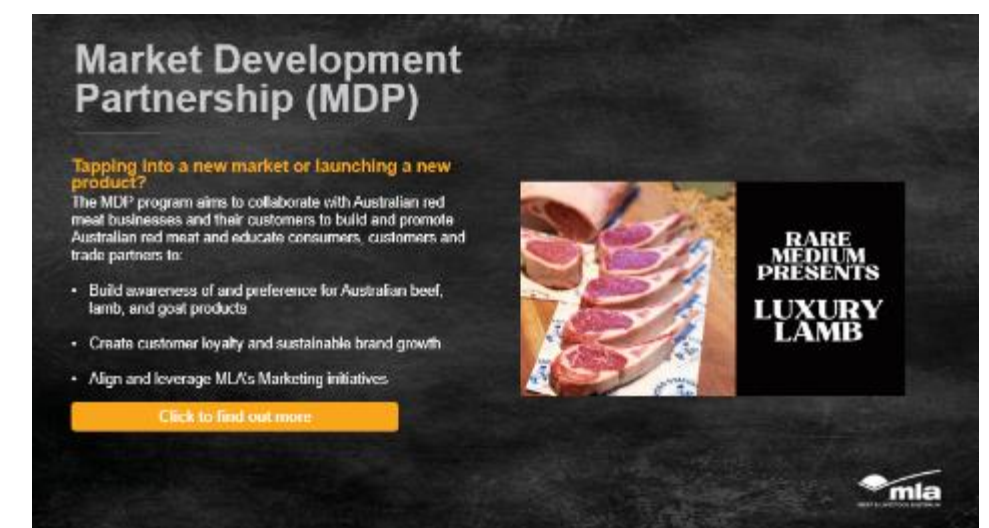 Market Development
Partnership (MDP)
Tapping into a new market or launching a new
product?
The MDP program aims to collaborate with Australian red
meat businesses and their customers to build and promote
Australian red meat and educate consumers, customers and
trade partners to:
• Build awareness of and preference for Australian beef,
lamb, and goat products
• Create customer loyalty and sustainable brand growth
• Align and leverage MLA's Marketing initiatives
Click to find out more
RARE
MEDIUM
PRESENTS
LUXURY
LAMB
mla
MEAT & LIVESTOCK AUSTRALIA